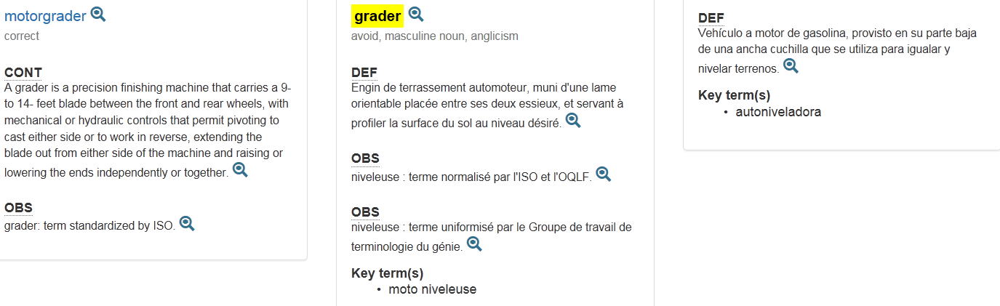 motorgrader
correct
CONT
A grader is a precision finishing machine that carries a 9-
to 14- feet blade between the front and rear wheels, with
mechanical or hydraulic controls that permit pivoting to
cast either side or to work in reverse, extending the
blade out from either side of the machine and raising or
lowering the ends independently or together.
OBS
grader: term standardized by ISO.
grader
avoid, masculine noun, anglicism
DEF
Engin de terrassement automoteur, muni d'une lame
orientable placée entre ses deux essieux, et servant à
profiler la surface du sol au niveau désiré.
OBS
niveleuse : terme normalisé par l'ISO et l'OQLF.
OBS
niveleuse : terme uniformisé par le Groupe de travail de
terminologie du génie.
Key term(s)
• moto niveleuse
DEF
Vehículo a motor de gasolina, provisto en su parte baja
de una ancha cuchilla que se utiliza para igualar y
nivelar terrenos.
Key term(s)
• autoniveladora